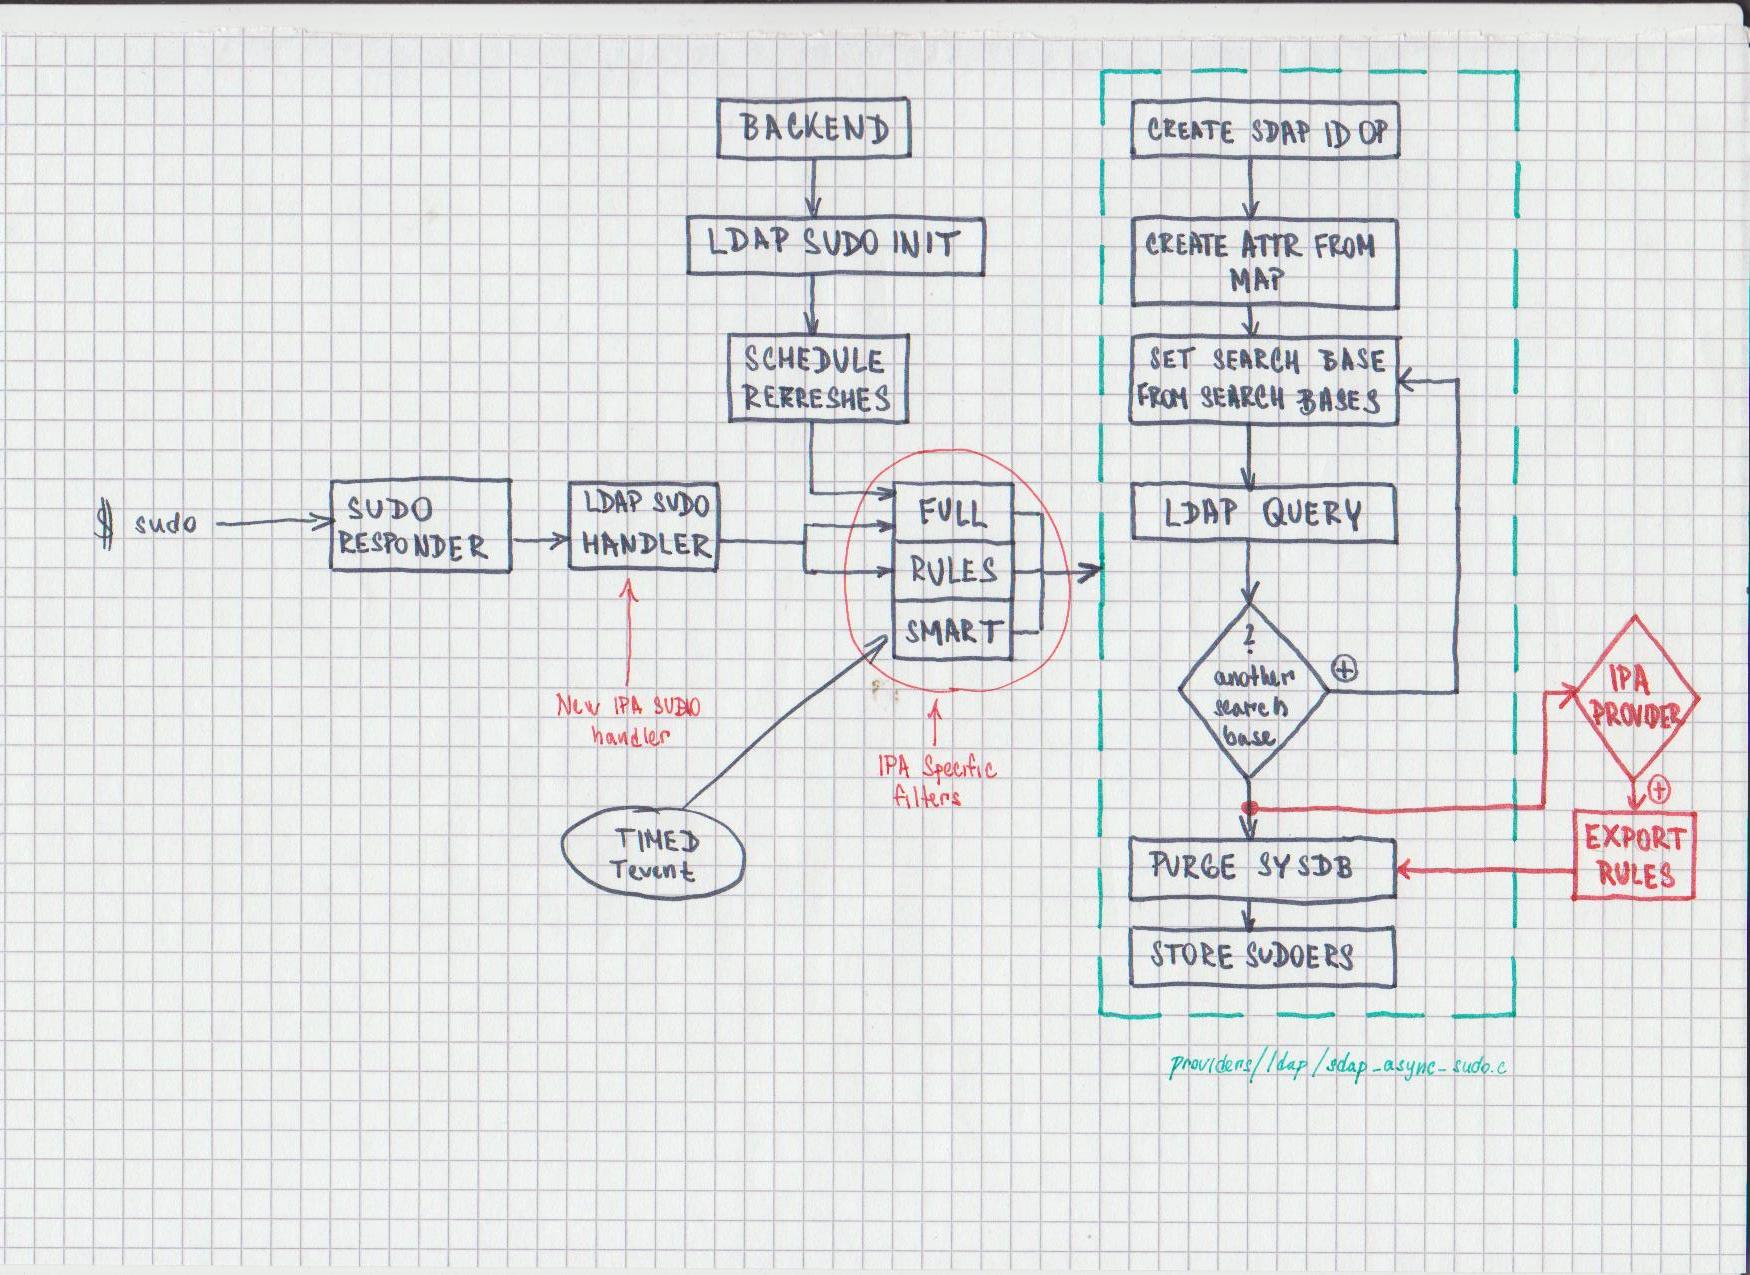 BACKEND
LDAP SUDO INIT
SCHEDULE
REFRESHES
$ sudo
SUDO
RESPONDER
LDAP SUDO
HANDLER
FULL
RULES
SMART
New IPA SUDO
handler
IPA Specific
filters
TIMED
Tevent
CREATE SDAP ID OP
CREATE ATTR FROM
MAP
SET SEARCH BASE
FROM SEARCH BASES
LDAP QUERY
?
another
search
base
+
PURGE SYSDB
STORE SUDOERS
IPA
PROVIDER
+
EXPORT
RULES
providers/ldap/sdap_async_sudo.c